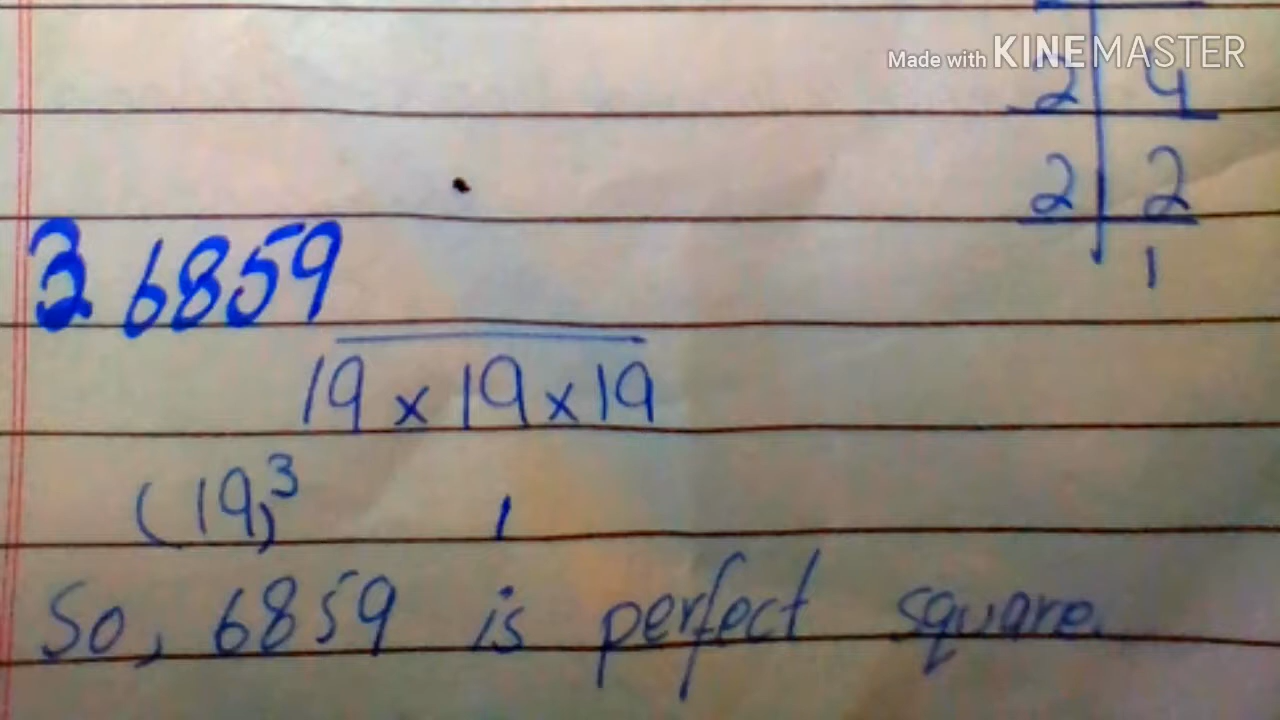 Made with KINEMASTER
2 4
2 2
1
3 6859
19 x 19 x 19
(19)³
So, 6859 is perfect square.